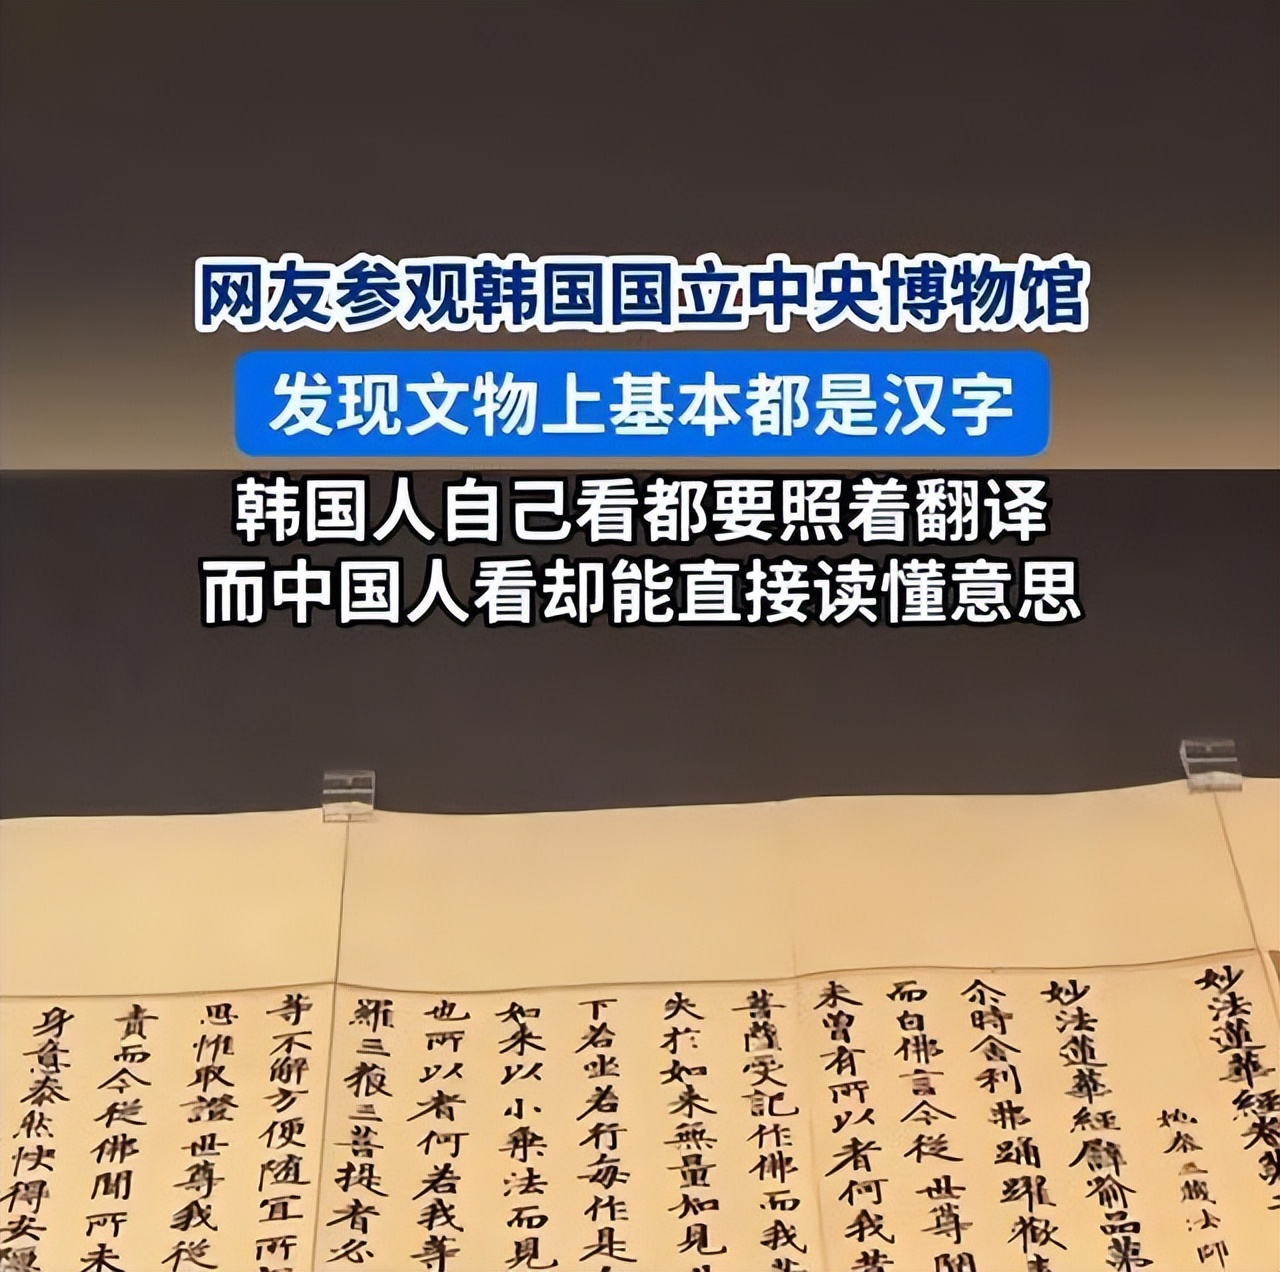 网友参观韩国国立中央博物馆
发现文物上基本都是汉字
韩国人自己看都要照着翻译
而中国人看却能直接读懂意思
妙法蓮華經卷第二
妙法蓮華經譬喻品第
尒時舍利弗踊躍歡
而白佛言今從世尊聞
未曾有所以者何我昔
菩薩受記作佛而我
失於如來無量知見
下若坐若行每作是
如來以小乘法而見
也所以者何若我等
羅三藐三菩提者必
等不解方便隨宜所
思惟取證世尊我從
責而今從佛聞所未
身意泰然快得安隱